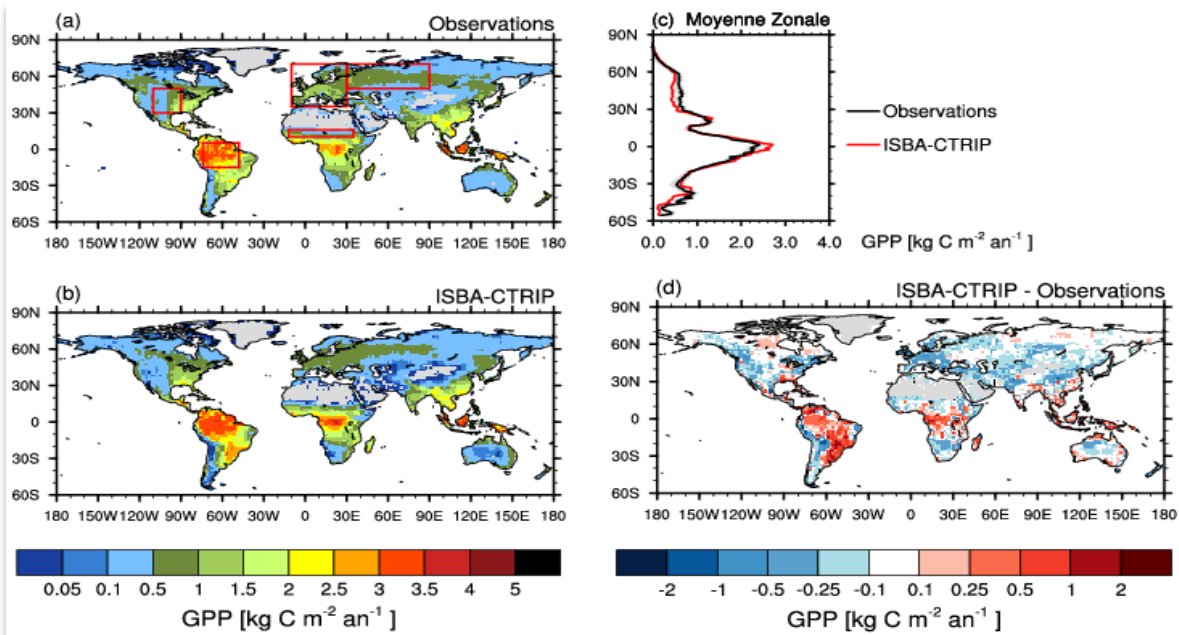 (a) Observations
90N
60N
30N
0
30S
60S
180 150W 120W 90W 60W 30W 0 30E 60E 90E 120E 150E 180
(c) Moyenne Zonale
90N
60N
30N
0
30S
60S
0.0 1.0 2.0 3.0 4.0
GPP [kg C m⁻² an⁻¹ ]
Observations
ISBA-CTRIP
(b) ISBA-CTRIP
90N
60N
30N
0
30S
60S
180 150W 120W 90W 60W 30W 0 30E 60E 90E 120E 150E 180
0.05 0.1 0.5 1 1.5 2 2.5 3 3.5 4 5
GPP [kg C m⁻² an⁻¹ ]
(d) ISBA-CTRIP - Observations
90N
60N
30N
0
30S
60S
180 150W 120W 90W 60W 30W 0 30E 60E 90E 120E 150E 180
-2 -1 -0.5 -0.25 -0.1 0.1 0.25 0.5 1 2
GPP [kg C m⁻² an⁻¹ ]